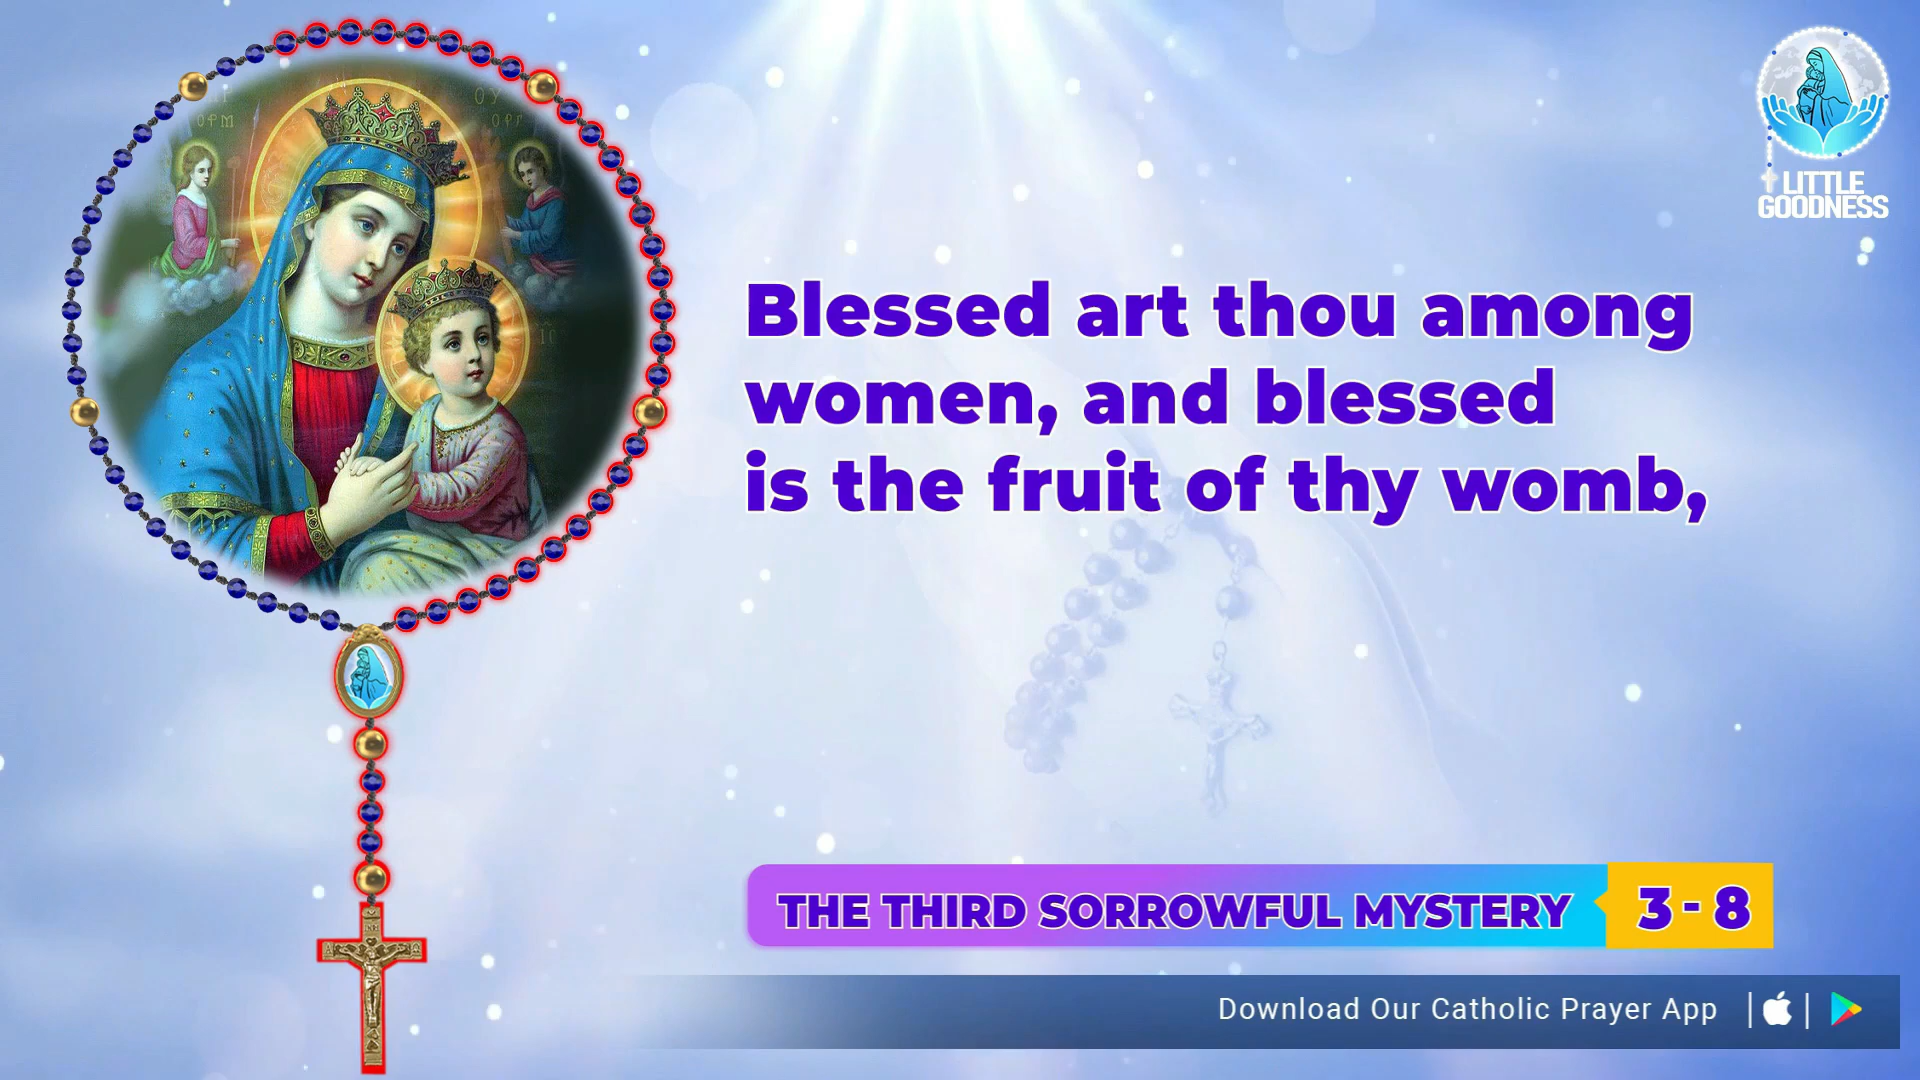 LITTLE
GOODNESS
Blessed art thou among
women, and blessed
is the fruit of thy womb,
THE THIRD SORROWFUL MYSTERY 3 - 8
Download Our Catholic Prayer App